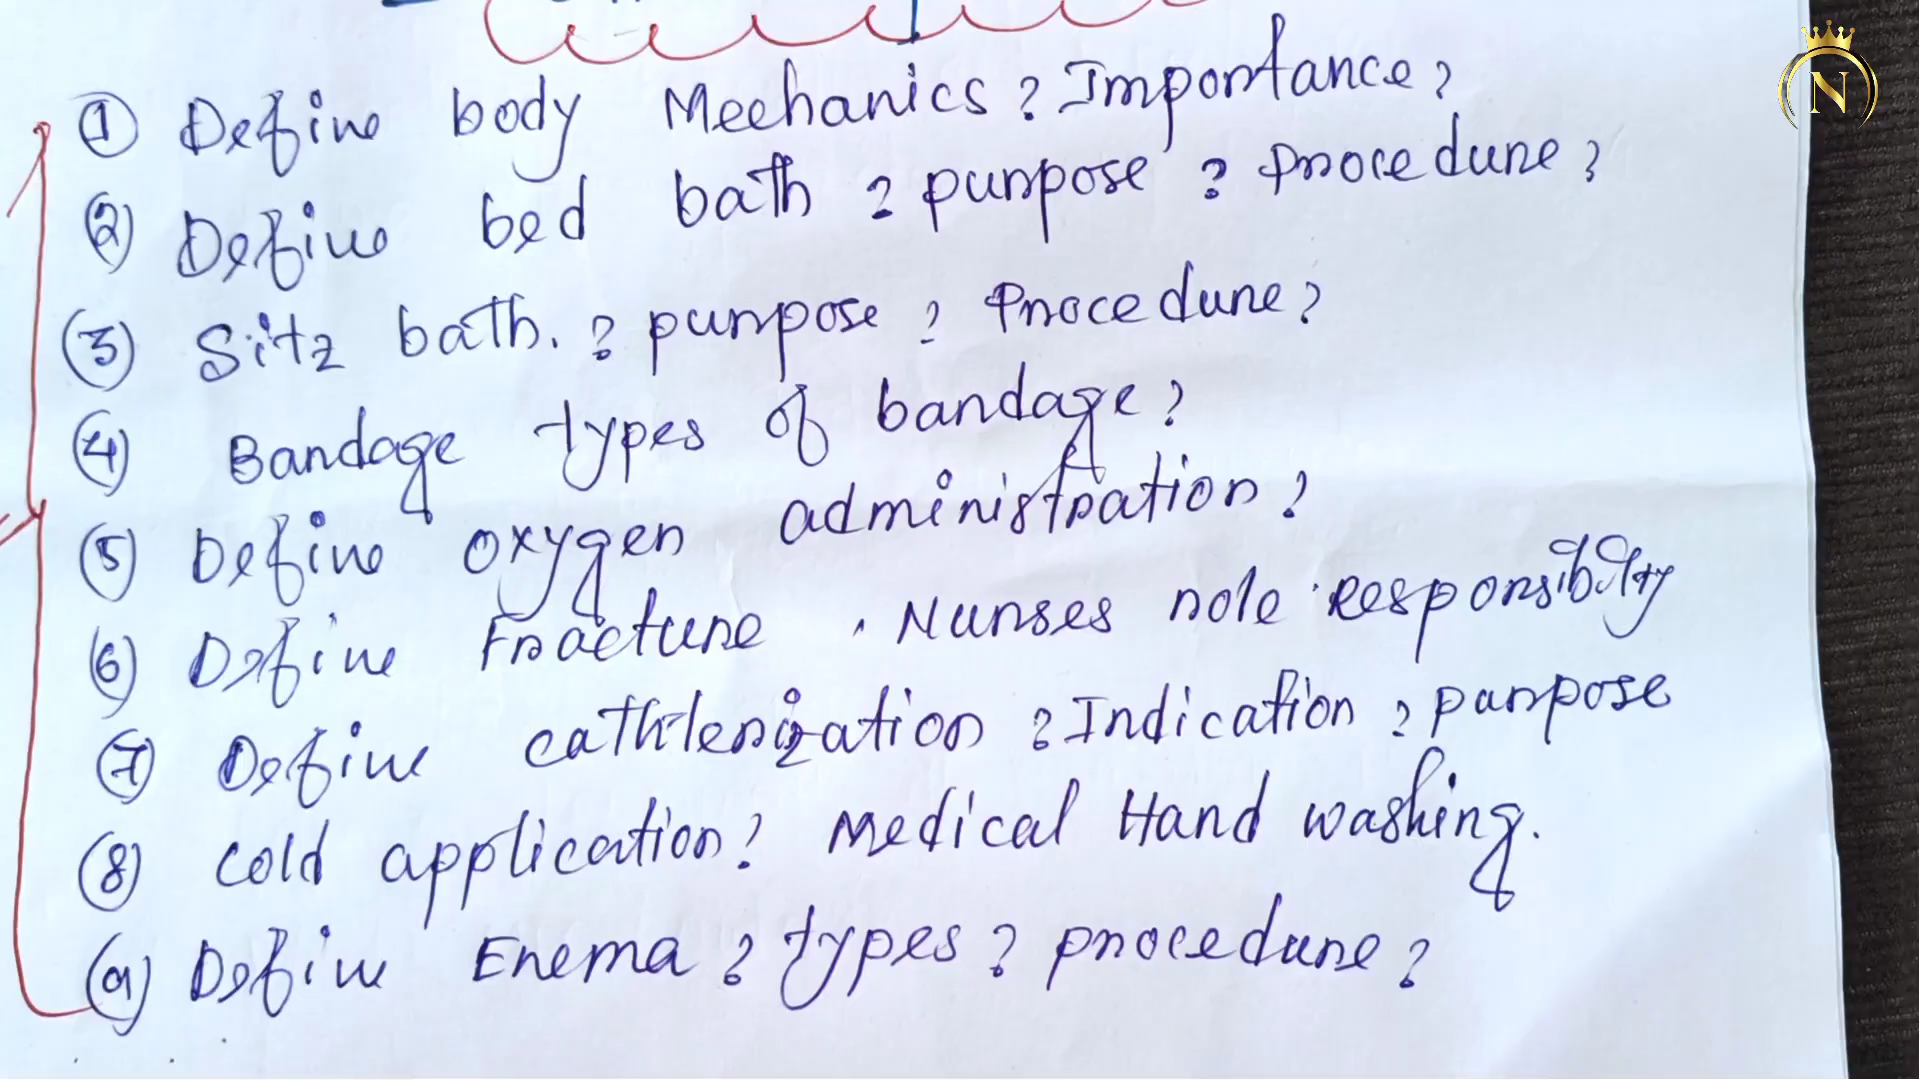 ① Define body Mechanics? Importance?
② Define bed bath? purpose? Procedure?
③ Sitz bath.? purpose? Procedure?
④ Bandage types of bandage?
⑤ Define oxygen administration?
⑥ Define Fracture. Nurses role Responsibility
⑦ Define catheterization? Indication? purpose
⑧ Cold application? Medical Hand washing.
⑨ Define Enema? types? procedure?
N